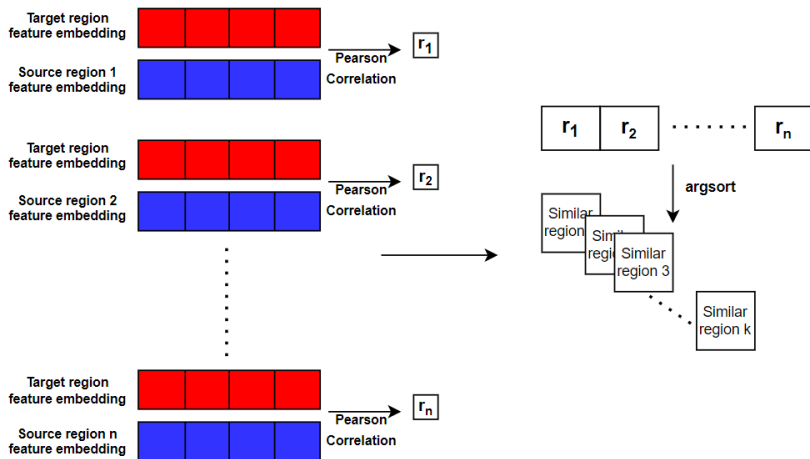 Target region
feature embedding
Source region 1
feature embedding
Pearson
Correlation
r1
Target region
feature embedding
Source region 2
feature embedding
Pearson
Correlation
r2
Target region
feature embedding
Source region n
feature embedding
Pearson
Correlation
rn
r1 r2 rn
argsort
Similar
region
Similar
region 3
Similar
region k